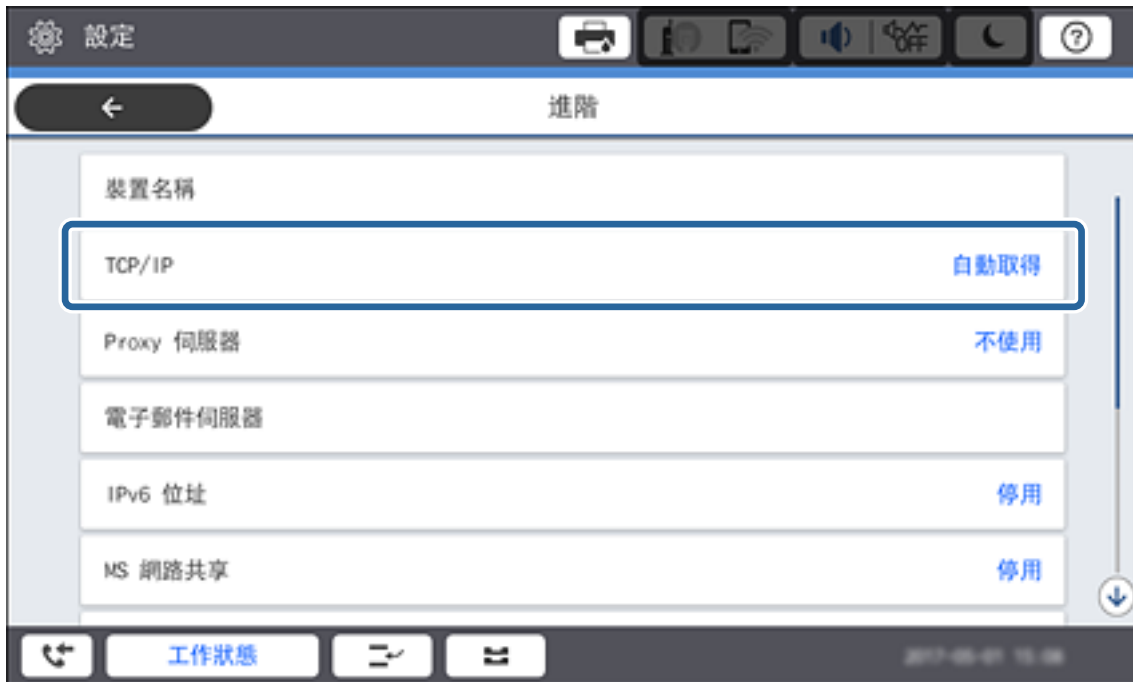 設定
OFF
進階
裝置名稱
TCP/IP 自動取得
Proxy 伺服器 不使用
電子郵件伺服器
IPv6 位址 停用
MS 網路共享 停用
工作狀態